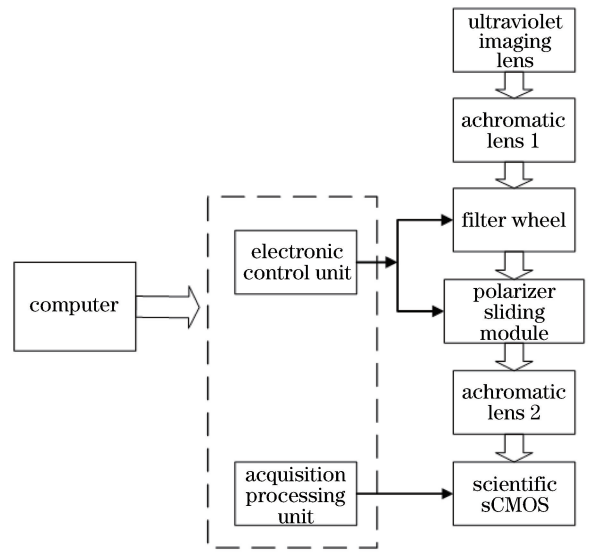 ultraviolet
imaging
lens
achromatic
lens 1
filter wheel
electronic
control unit
computer
polarizer
sliding
module
achromatic
lens 2
acquisition
processing
unit
scientific
sCMOS